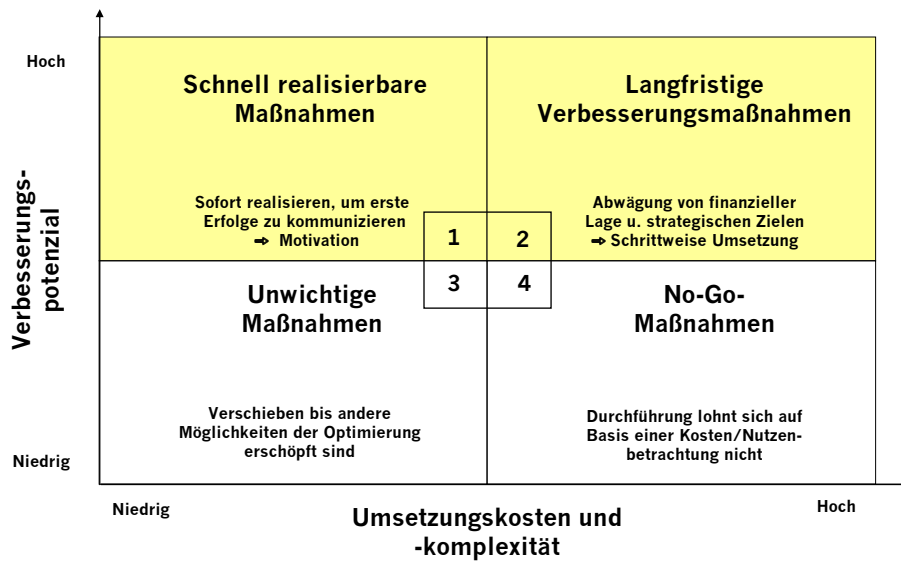 Hoch
Schnell realisierbare
Maßnahmen
Langfristige
Verbesserungsmaßnahmen
Sofort realisieren, um erste
Erfolge zu kommunizieren
⇒ Motivation
Abwägung von finanzieller
Lage u. strategischen Zielen
⇒ Schrittweise Umsetzung
1
2
3
4
Verbesserungs-
potenzial
Unwichtige
Maßnahmen
No-Go-
Maßnahmen
Verschieben bis andere
Möglichkeiten der Optimierung
erschöpft sind
Durchführung lohnt sich auf
Basis einer Kosten/Nutzen-
betrachtung nicht
Niedrig
Niedrig
Hoch
Umsetzungskosten und
-komplexität